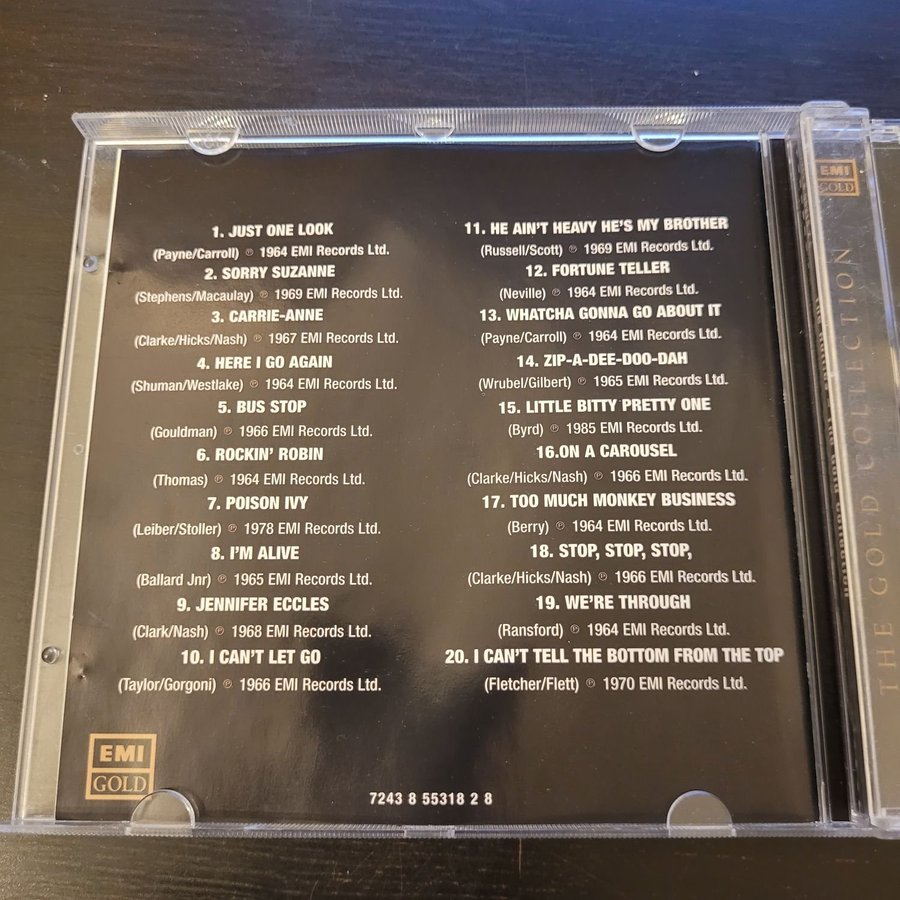 1. JUST ONE LOOK
(Payne/Carroll) ℗ 1964 EMI Records Ltd.
2. SORRY SUZANNE
(Stephens/Macaulay) ℗ 1969 EMI Records Ltd.
3. CARRIE-ANNE
(Clarke/Hicks/Nash) ℗ 1967 EMI Records Ltd.
4. HERE I GO AGAIN
(Shuman/Westlake) ℗ 1964 EMI Records Ltd.
5. BUS STOP
(Gouldman) ℗ 1966 EMI Records Ltd.
6. ROCKIN' ROBIN
(Thomas) ℗ 1964 EMI Records Ltd.
7. POISON IVY
(Leiber/Stoller) ℗ 1978 EMI Records Ltd.
8. I'M ALIVE
(Ballard Jnr) ℗ 1965 EMI Records Ltd.
9. JENNIFER ECCLES
(Clark/Nash) ℗ 1968 EMI Records Ltd.
10. I CAN'T LET GO
(Taylor/Gorgoni) ℗ 1966 EMI Records Ltd.
11. HE AIN'T HEAVY HE'S MY BROTHER
(Russell/Scott) ℗ 1969 EMI Records Ltd.
12. FORTUNE TELLER
(Neville) ℗ 1964 EMI Records Ltd.
13. WHATCHA GONNA GO ABOUT IT
(Payne/Carroll) ℗ 1964 EMI Records Ltd.
14. ZIP-A-DEE-DOO-DAH
(Wrubel/Gilbert) ℗ 1965 EMI Records Ltd.
15. LITTLE BITTY PRETTY ONE
(Byrd) ℗ 1985 EMI Records Ltd.
16.ON A CAROUSEL
(Clarke/Hicks/Nash) ℗ 1966 EMI Records Ltd.
17. TOO MUCH MONKEY BUSINESS
(Berry) ℗ 1964 EMI Records Ltd.
18. STOP, STOP, STOP,
(Clarke/Hicks/Nash) ℗ 1966 EMI Records Ltd.
19. WE'RE THROUGH
(Ransford) ℗ 1964 EMI Records Ltd.
20. I CAN'T TELL THE BOTTOM FROM THE TOP
(Fletcher/Flett) ℗ 1970 EMI Records Ltd.
EMI
GOLD
7243 8 55318 2 8
EMI
GOLD
THE GOLD COLLECTION